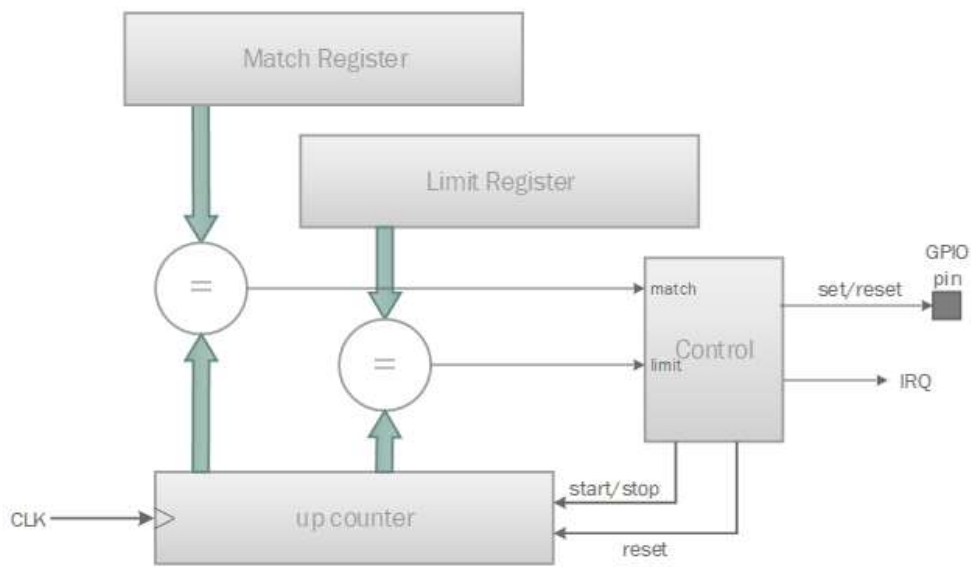 Match Register
Limit Register
GPIO
pin
=
match
set/reset
=
limit
Control
IRQ
start/stop
CLK
up counter
reset